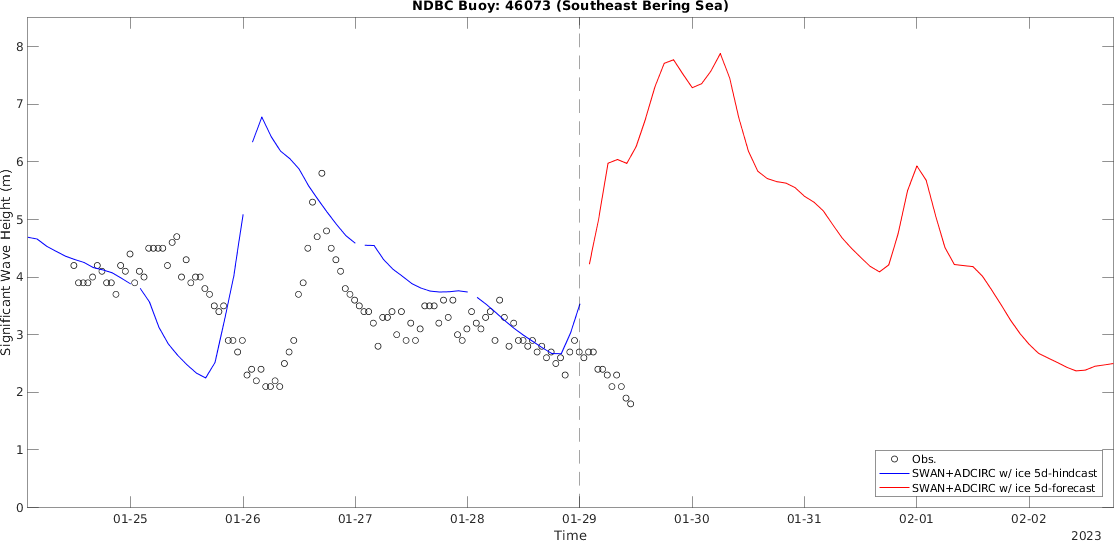 NDBC Buoy: 46073 (Southeast Bering Sea)
Significant Wave Height (m)
8
7
6
5
4
3
2
1
0
01-25 01-26 01-27 01-28 01-29 01-30 01-31 02-01 02-02
Time
2023
Obs.
SWAN+ADCIRC w/ ice 5d-hindcast
SWAN+ADCIRC w/ ice 5d-forecast